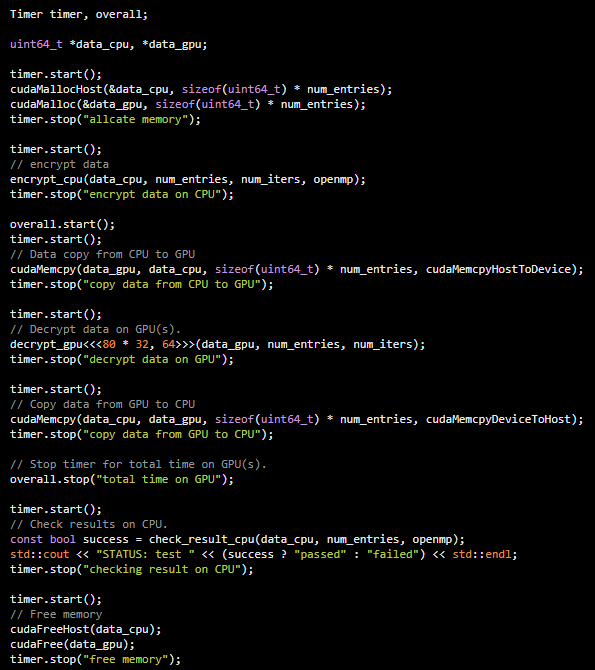 Timer timer, overall;
uint64_t *data_cpu, *data_gpu;
timer.start();
cudaMallocHost(&data_cpu, sizeof(uint64_t) * num_entries);
cudaMalloc(&data_gpu, sizeof(uint64_t) * num_entries);
timer.stop("allcate memory");
timer.start();
// encrypt data
encrypt_cpu(data_cpu, num_entries, num_iters, openmp);
timer.stop("encrypt data on CPU");
overall.start();
timer.start();
// Data copy from CPU to GPU
cudaMemcpy(data_gpu, data_cpu, sizeof(uint64_t) * num_entries, cudaMemcpyHostToDevice);
timer.stop("copy data from CPU to GPU");
timer.start();
// Decrypt data on GPU(s).
decrypt_gpu<<<80 * 32, 64>>>(data_gpu, num_entries, num_iters);
timer.stop("decrypt data on GPU");
timer.start();
// Copy data from GPU to CPU
cudaMemcpy(data_cpu, data_gpu, sizeof(uint64_t) * num_entries, cudaMemcpyDeviceToHost);
timer.stop("copy data from GPU to CPU");
// Stop timer for total time on GPU(s).
overall.stop("total time on GPU");
timer.start();
// Check results on CPU.
const bool success = check_result_cpu(data_cpu, num_entries, openmp);
std::cout << "STATUS: test " << (success ? "passed" : "failed") << std::endl;
timer.stop("checking result on CPU");
timer.start();
// Free memory
cudaFreeHost(data_cpu);
cudaFree(data_gpu);
timer.stop("free memory");